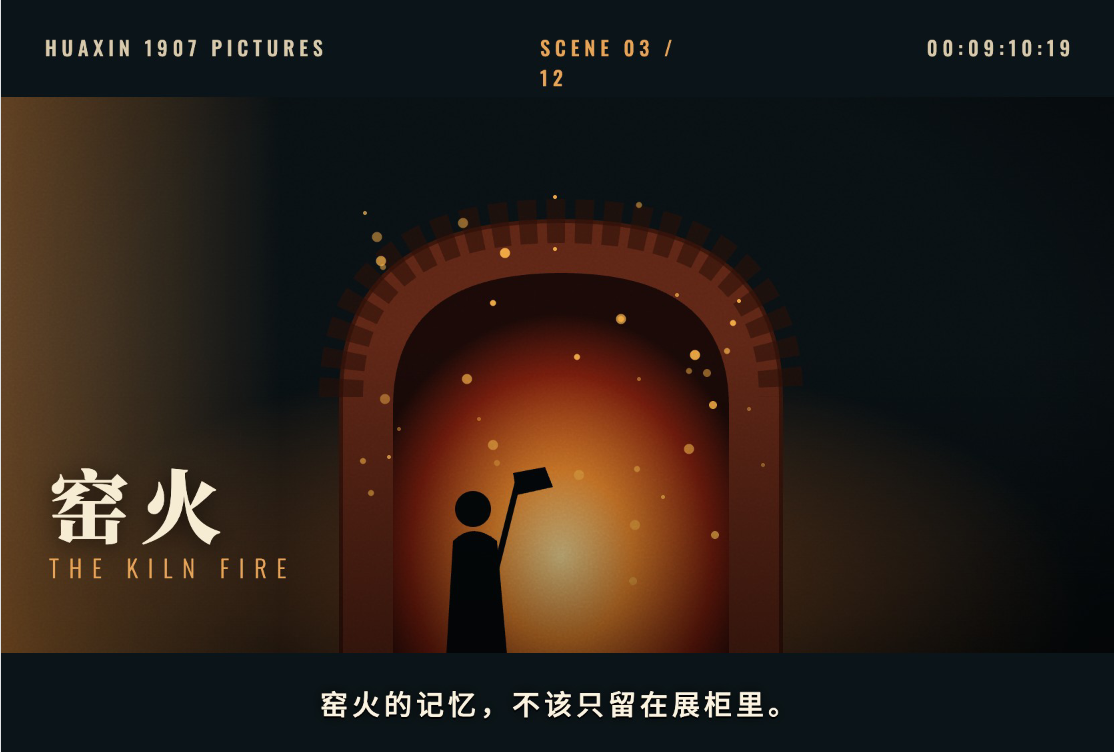 HUAXIN 1907 PICTURES
SCENE 03 /
12
00:09:10:19
窑火
THE KILN FIRE
窑火的记忆，不该只留在展柜里。